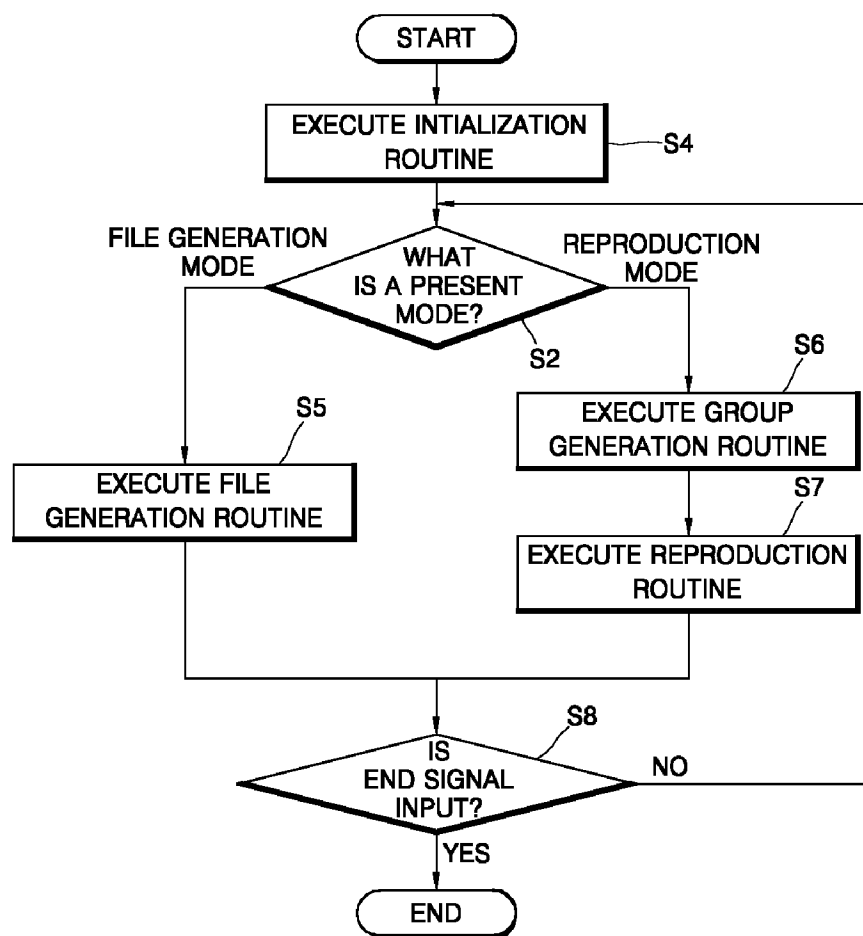 START
EXECUTE INTIALIZATION
ROUTINE
S4
FILE GENERATION
MODE
WHAT
IS A PRESENT
MODE?
REPRODUCTION
MODE
S2
S6
EXECUTE GROUP
GENERATION ROUTINE
S5
EXECUTE FILE
GENERATION ROUTINE
S7
EXECUTE REPRODUCTION
ROUTINE
S8
IS
END SIGNAL
INPUT?
NO
YES
END